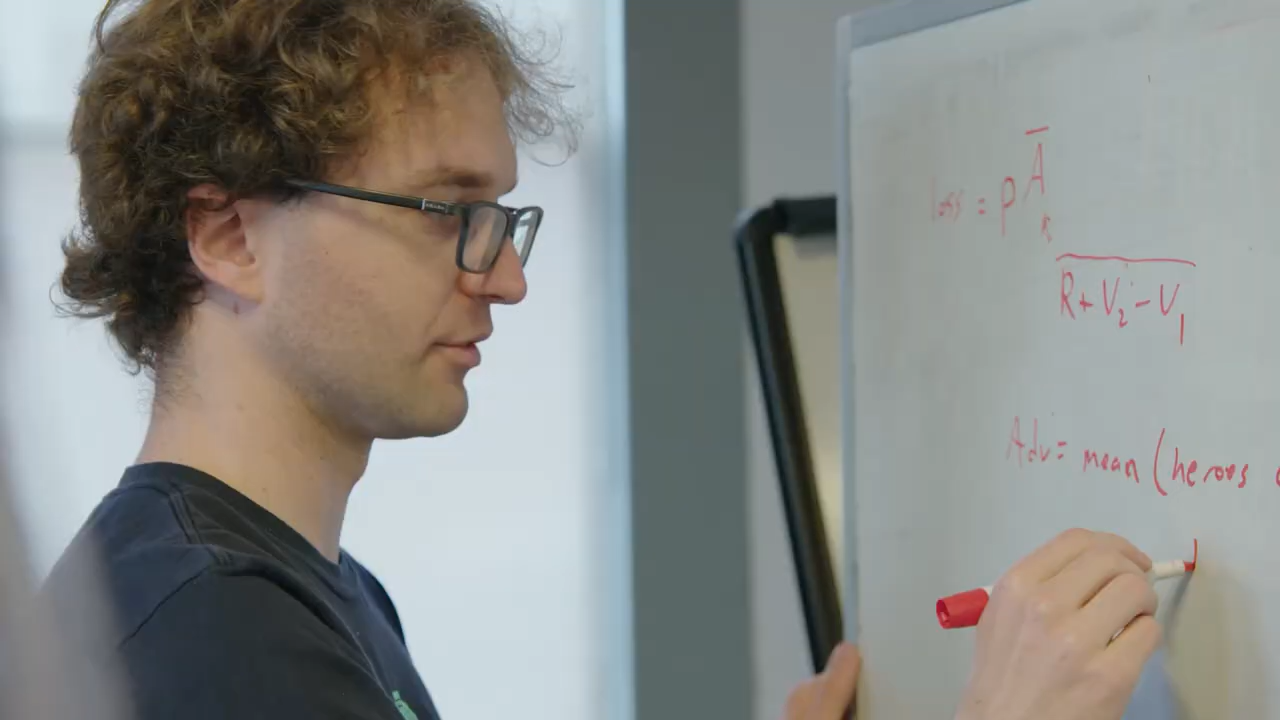 loss = p A
R + V2 - V1
Adv = mean (heroes